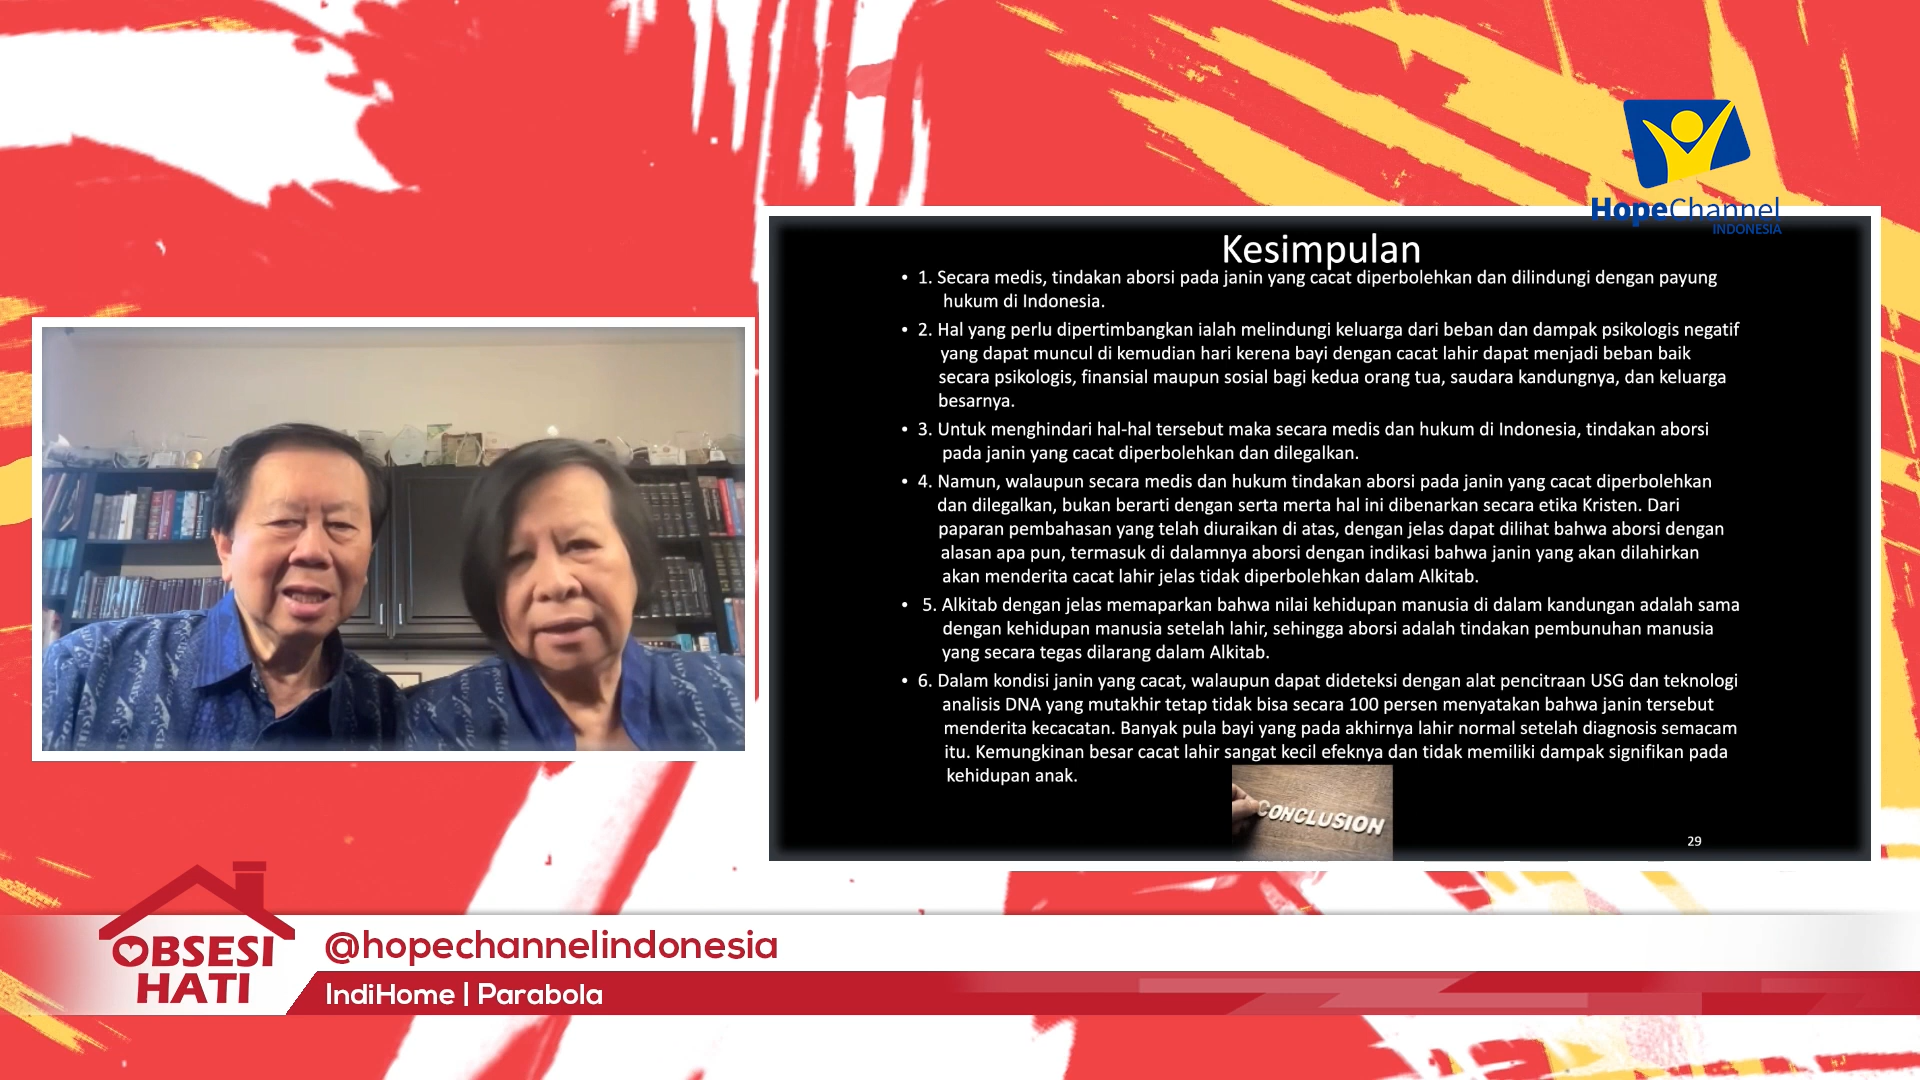 HopeChannel
INDONESIA
Kesimpulan
• 1. Secara medis, tindakan aborsi pada janin yang cacat diperbolehkan dan dilindungi dengan payung
hukum di Indonesia.
• 2. Hal yang perlu dipertimbangkan ialah melindungi keluarga dari beban dan dampak psikologis negatif
yang dapat muncul di kemudian hari kerena bayi dengan cacat lahir dapat menjadi beban baik
secara psikologis, finansial maupun sosial bagi kedua orang tua, saudara kandungnya, dan keluarga
besarnya.
• 3. Untuk menghindari hal-hal tersebut maka secara medis dan hukum di Indonesia, tindakan aborsi
pada janin yang cacat diperbolehkan dan dilegalkan.
• 4. Namun, walaupun secara medis dan hukum tindakan aborsi pada janin yang cacat diperbolehkan
dan dilegalkan, bukan berarti dengan serta merta hal ini dibenarkan secara etika Kristen. Dari
paparan pembahasan yang telah diuraikan di atas, dengan jelas dapat dilihat bahwa aborsi dengan
alasan apa pun, termasuk di dalamnya aborsi dengan indikasi bahwa janin yang akan dilahirkan
akan menderita cacat lahir jelas tidak diperbolehkan dalam Alkitab.
• 5. Alkitab dengan jelas memaparkan bahwa nilai kehidupan manusia di dalam kandungan adalah sama
dengan kehidupan manusia setelah lahir, sehingga aborsi adalah tindakan pembunuhan manusia
yang secara tegas dilarang dalam Alkitab.
• 6. Dalam kondisi janin yang cacat, walaupun dapat dideteksi dengan alat pencitraan USG dan teknologi
analisis DNA yang mutakhir tetap tidak bisa secara 100 persen menyatakan bahwa janin tersebut
menderita kecacatan. Banyak pula bayi yang pada akhirnya lahir normal setelah diagnosis semacam
itu. Kemungkinan besar cacat lahir sangat kecil efeknya dan tidak memiliki dampak signifikan pada
kehidupan anak.
CONCLUSION
29
OBSESI
HATI
@hopechannelindonesia
IndiHome | Parabola